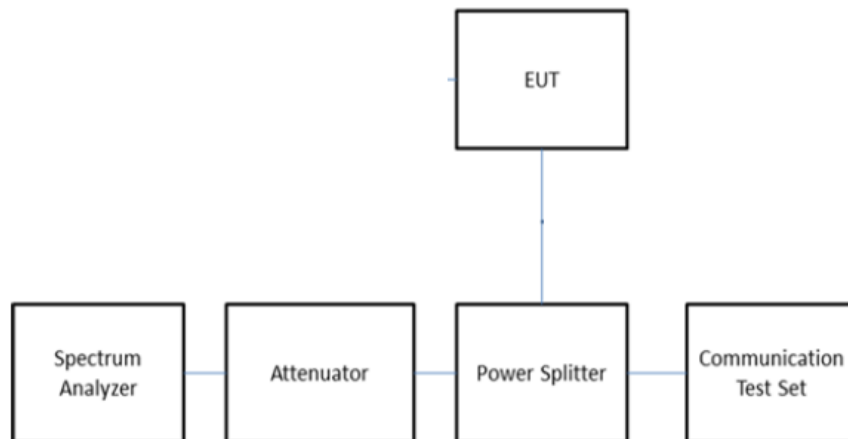 EUT
Spectrum
Analyzer
Attenuator
Power Splitter
Communication
Test Set